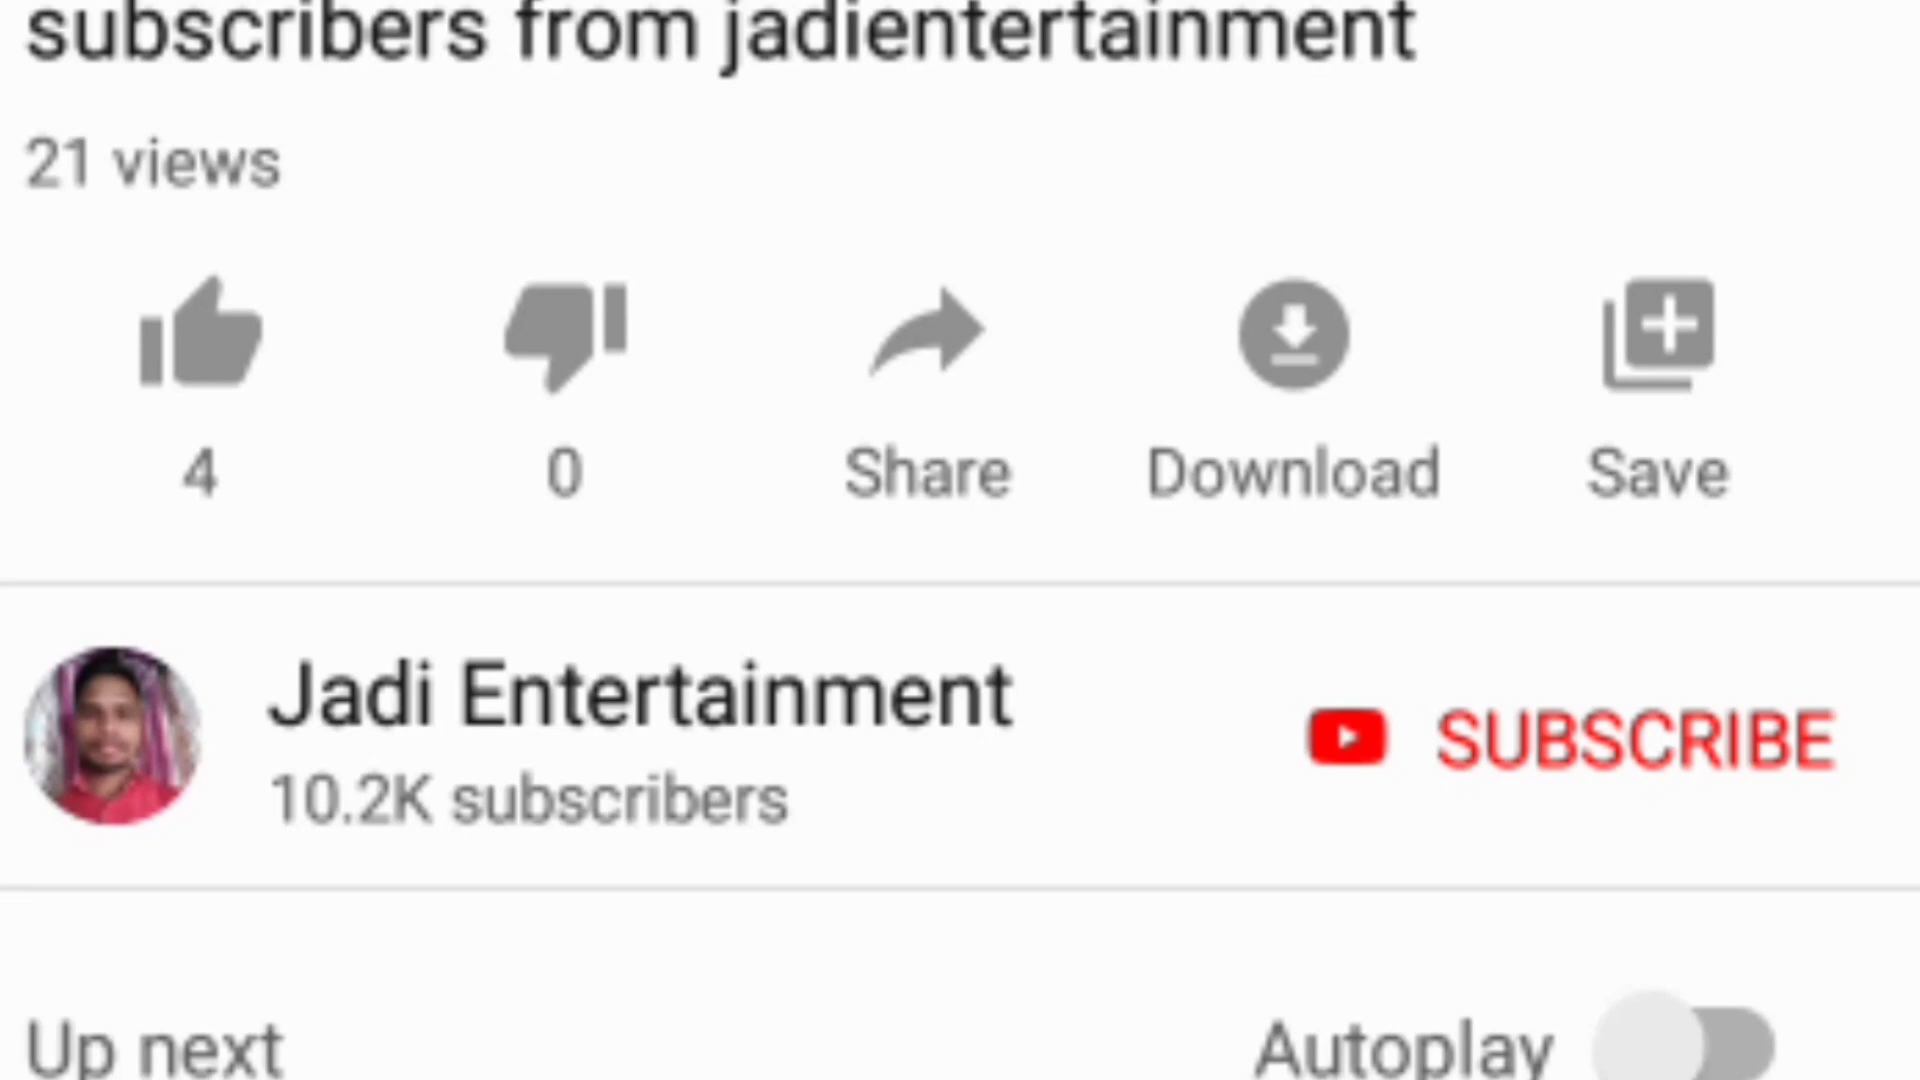 subscribers from jadientertainment
21 views
4 0 Share Download Save
Jadi Entertainment
SUBSCRIBE
10.2K subscribers
Up next Autoplay